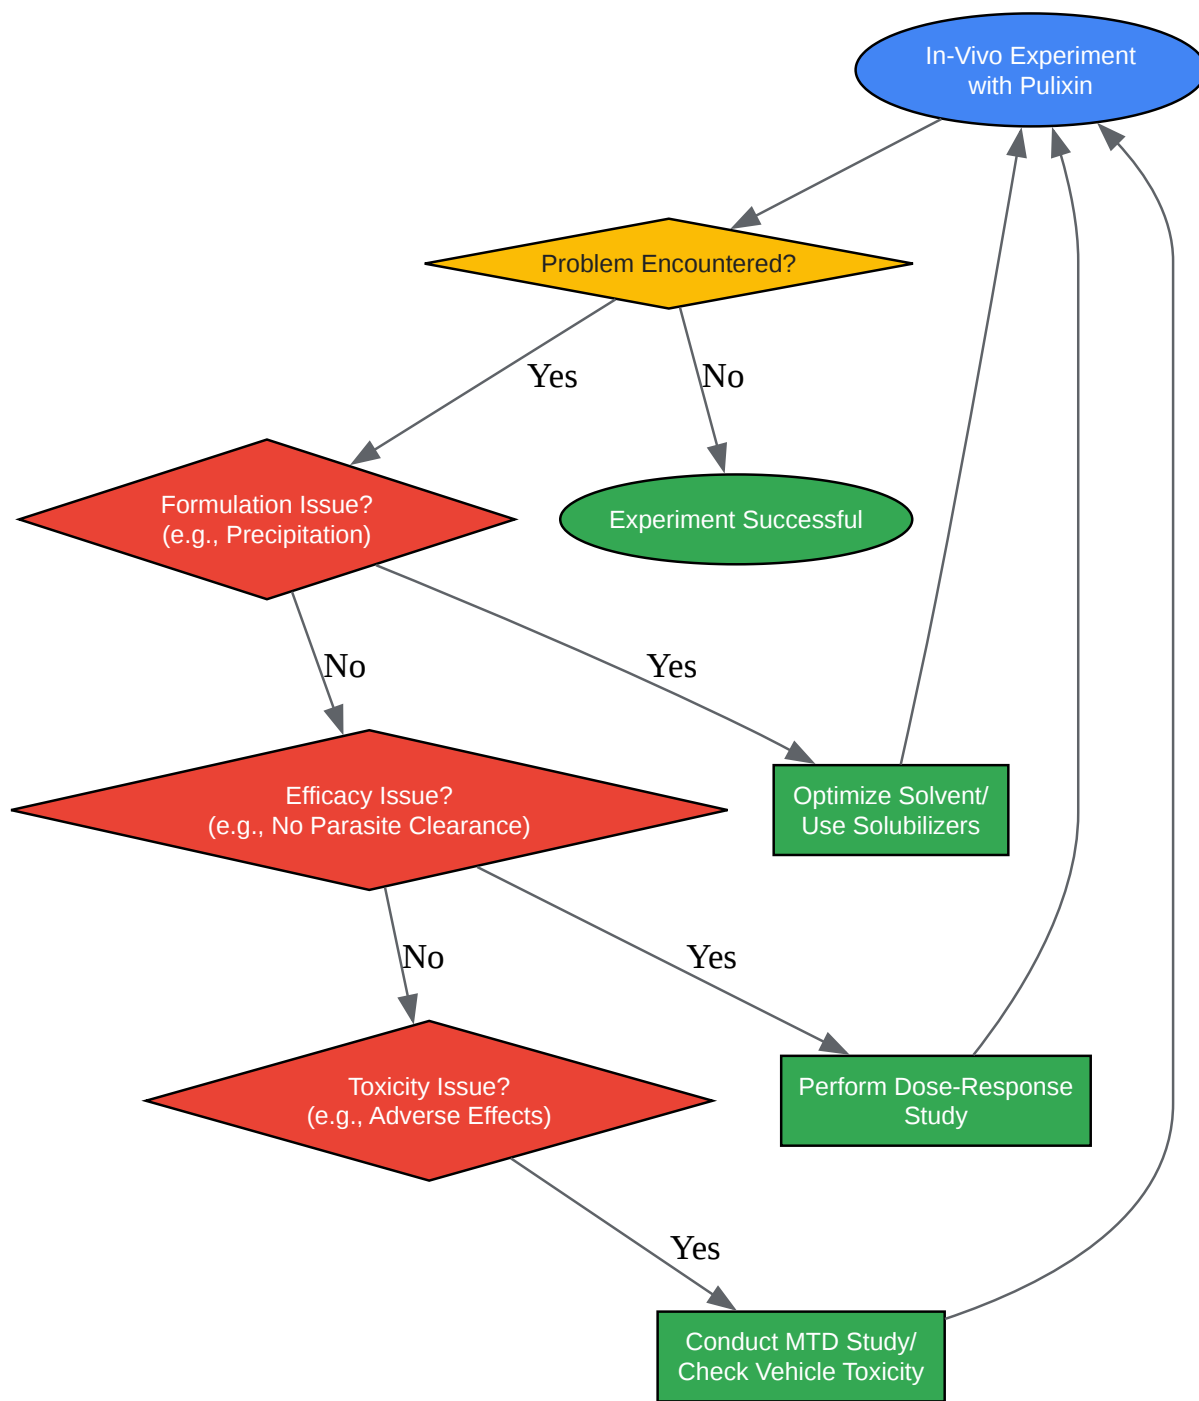 In-Vivo Experiment
with Pulixin
Problem Encountered?
Yes
No
Formulation Issue?
(e.g., Precipitation)
Experiment Successful
No
Yes
Efficacy Issue?
(e.g., No Parasite Clearance)
Optimize Solvent/
Use Solubilizers
No
Yes
Toxicity Issue?
(e.g., Adverse Effects)
Perform Dose-Response
Study
Yes
Conduct MTD Study/
Check Vehicle Toxicity